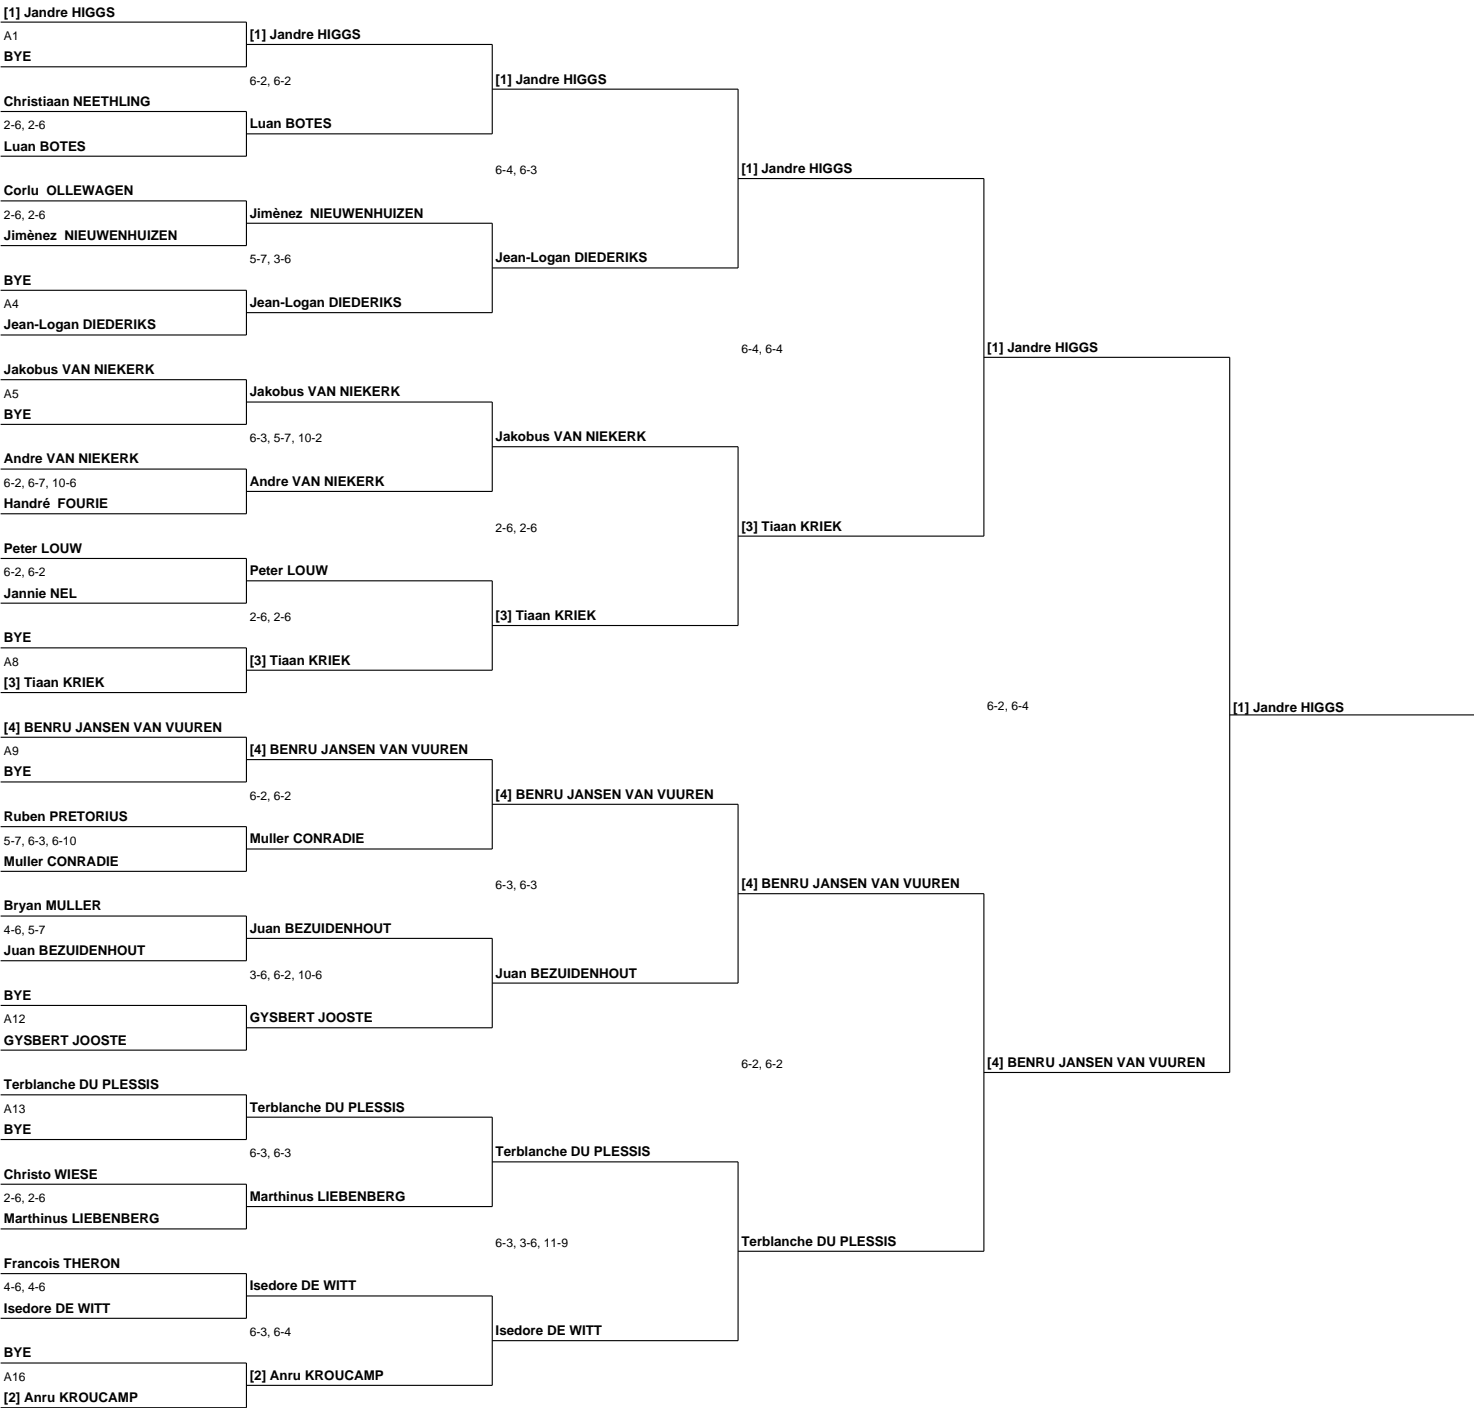 [1] Jandre HIGGS
A1
BYE
Christiaan NEETHLING
2-6, 2-6
Luan BOTES
Corlu  OLLEWAGEN
2-6, 2-6
Jimènez  NIEUWENHUIZEN
BYE
A4
Jean-Logan DIEDERIKS
Jakobus VAN NIEKERK
A5
BYE
Andre VAN NIEKERK
6-2, 6-7, 10-6
Handré  FOURIE
Peter LOUW
6-2, 6-2
Jannie NEL
BYE
A8
[3] Tiaan KRIEK
[4] BENRU JANSEN VAN VUUREN
A9
BYE
Ruben PRETORIUS
5-7, 6-3, 6-10
Muller CONRADIE
Bryan MULLER
4-6, 5-7
Juan BEZUIDENHOUT
BYE
A12
GYSBERT JOOSTE
Terblanche DU PLESSIS
A13
BYE
Christo WIESE
2-6, 2-6
Marthinus LIEBENBERG
Francois THERON
4-6, 4-6
Isedore DE WITT
BYE
A16
[2] Anru KROUCAMP
[1] Jandre HIGGS
6-2, 6-2
Luan BOTES
Jimènez  NIEUWENHUIZEN
5-7, 3-6
Jean-Logan DIEDERIKS
Jakobus VAN NIEKERK
6-3, 5-7, 10-2
Andre VAN NIEKERK
Peter LOUW
2-6, 2-6
[3] Tiaan KRIEK
[4] BENRU JANSEN VAN VUUREN
6-2, 6-2
Muller CONRADIE
Juan BEZUIDENHOUT
3-6, 6-2, 10-6
GYSBERT JOOSTE
Terblanche DU PLESSIS
6-3, 6-3
Marthinus LIEBENBERG
Isedore DE WITT
6-3, 6-4
[2] Anru KROUCAMP
[1] Jandre HIGGS
6-4, 6-3
Jean-Logan DIEDERIKS
Jakobus VAN NIEKERK
2-6, 2-6
[3] Tiaan KRIEK
[4] BENRU JANSEN VAN VUUREN
6-3, 6-3
Juan BEZUIDENHOUT
Terblanche DU PLESSIS
6-3, 3-6, 11-9
Isedore DE WITT
[1] Jandre HIGGS
6-4, 6-4
[3] Tiaan KRIEK
[4] BENRU JANSEN VAN VUUREN
6-2, 6-2
Terblanche DU PLESSIS
[1] Jandre HIGGS
6-2, 6-4
[4] BENRU JANSEN VAN VUUREN
[1] Jandre HIGGS